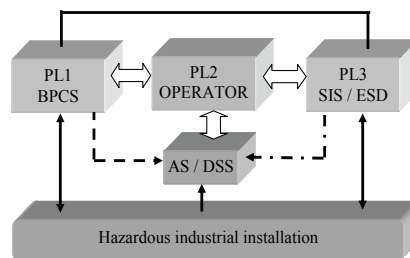 PL1
BPCS
PL2
OPERATOR
PL3
SIS / ESD
AS / DSS
Hazardous industrial installation